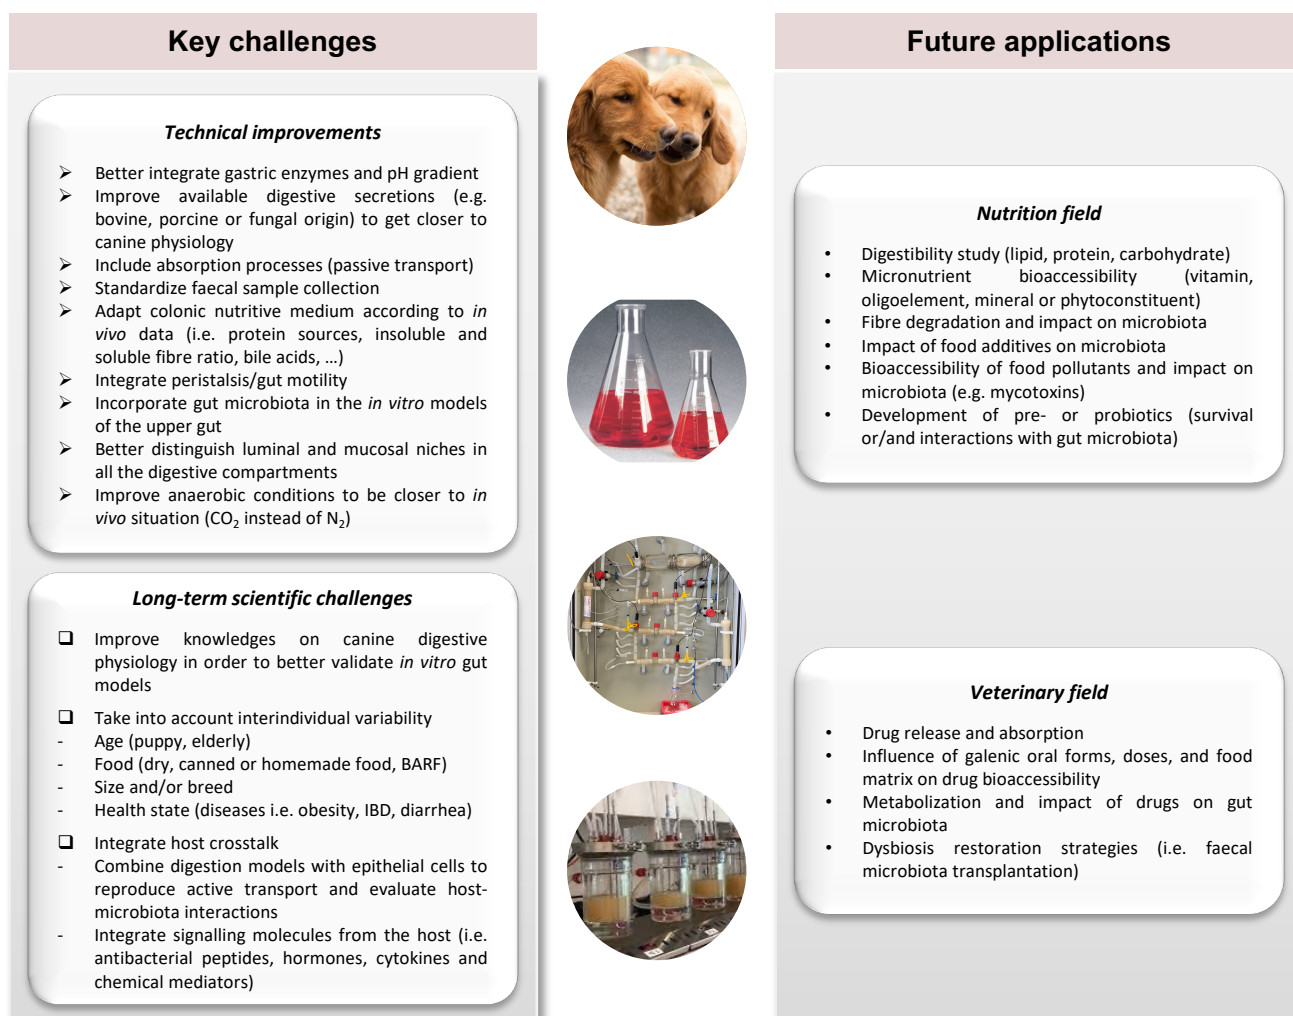 Key challenges
Technical improvements
➢ Better integrate gastric enzymes and pH gradient
➢ Improve available digestive secretions (e.g.
bovine, porcine or fungal origin) to get closer to
canine physiology
➢ Include absorption processes (passive transport)
➢ Standardize faecal sample collection
➢ Adapt colonic nutritive medium according to in
vivo data (i.e. protein sources, insoluble and
soluble fibre ratio, bile acids, …)
➢ Integrate peristalsis/gut motility
➢ Incorporate gut microbiota in the in vitro models
of the upper gut
➢ Better distinguish luminal and mucosal niches in
all the digestive compartments
➢ Improve anaerobic conditions to be closer to in
vivo situation (CO₂ instead of N₂)
Long-term scientific challenges
❑ Improve knowledges on canine digestive
physiology in order to better validate in vitro gut
models
❑ Take into account interindividual variability
- Age (puppy, elderly)
- Food (dry, canned or homemade food, BARF)
- Size and/or breed
- Health state (diseases i.e. obesity, IBD, diarrhea)
❑ Integrate host crosstalk
- Combine digestion models with epithelial cells to
reproduce active transport and evaluate host-
microbiota interactions
- Integrate signalling molecules from the host (i.e.
antibacterial peptides, hormones, cytokines and
chemical mediators)
Future applications
Nutrition field
• Digestibility study (lipid, protein, carbohydrate)
• Micronutrient bioaccessibility (vitamin,
oligoelement, mineral or phytoconstituent)
• Fibre degradation and impact on microbiota
• Impact of food additives on microbiota
• Bioaccessibility of food pollutants and impact on
microbiota (e.g. mycotoxins)
• Development of pre- or probiotics (survival
or/and interactions with gut microbiota)
Veterinary field
• Drug release and absorption
• Influence of galenic oral forms, doses, and food
matrix on drug bioaccessibility
• Metabolization and impact of drugs on gut
microbiota
• Dysbiosis restoration strategies (i.e. faecal
microbiota transplantation)